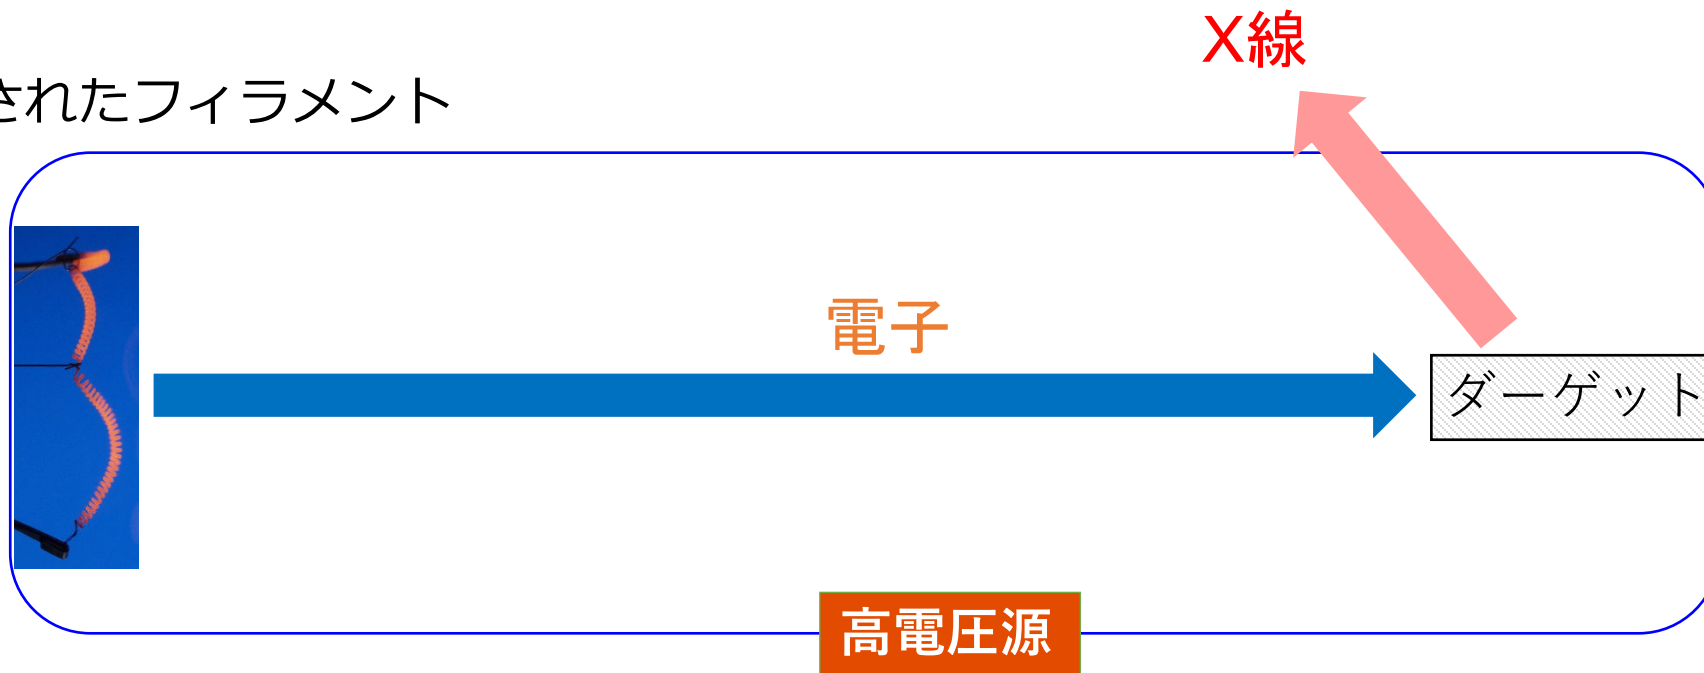 X線
されたフィラメント
電子
ダーゲット
高電圧源